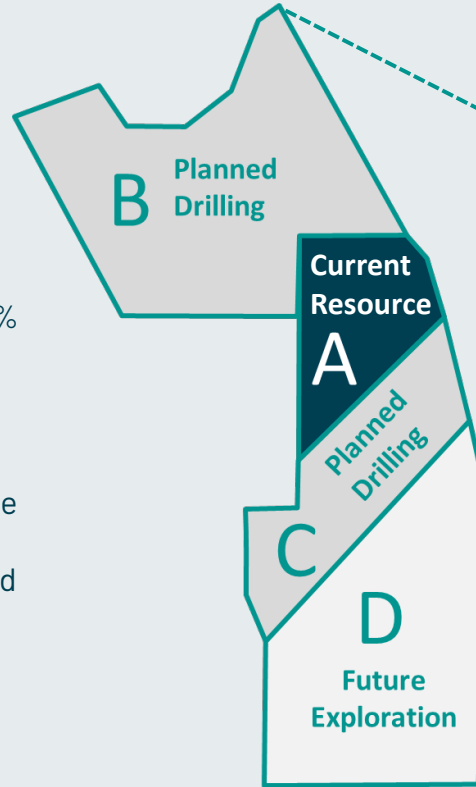 B
Planned
Drilling
Current
Resource
A
%
Planned
Drilling
e
C
d
D
Future
Exploration